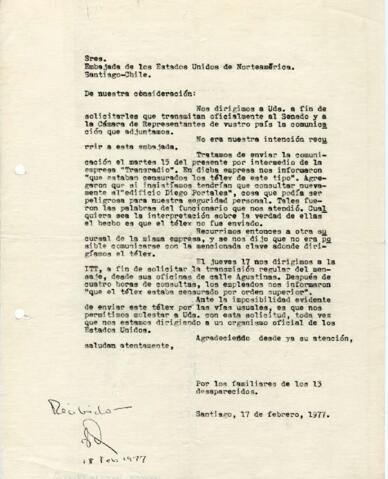 Sres.
Embajada de los Estados Unidos de Norteamérica.
Santiago-Chile.
De nuestra consideración:
Nos dirigimos a Uds. a fin de
solicitarles que transmitan oficialmente al Senado y a
la Cámara de Representantes de vuestro país la comunica
ción que adjuntamos.
No era nuestra intención recu
rrir a esta embajada.
Tratamos de enviar la comuni-
cación el martes 15 del presente por intermedio de la
empresa "Transradio". En dicha empresa nos informaron
"que estaban censurados los télex de este tipo". Agre-
garon que si insistíamos tendrían que consultar nueva-
mente al "edificio Diego Portales", cosa que podía ser
peligrosa para nuestra seguridad personal. Tales fue-
ron las palabras del funcionario que nos atendió. Cual
quiera sea la interpretación sobre la verdad de ellas
el hecho es que el télex no fue enviado.
Recurrimos entonces a otra su
cursal de la misma empresa, y se nos dijo que no era po
sible comunicarse con la mencionada clave adonde diri-
gíamos el télex.
El jueves 17 nos dirigimos a la
ITT, a fin de solicitar la transmisión regular del men-
saje, desde sus oficinas de calle Agustinas. Después de
cuatro horas de consultas, los empleados nos informaron
"que el télex estaba censurado por orden superior".
Ante la imposibilidad evidente
de enviar este télex por las vías usuales, es que nos
permitimos molestar a Uds. con esta solicitud, toda vez
que nos estamos dirigiendo a un organismo oficial de los
Estados Unidos.
Agradeciendo desde ya su atención,
saludan atentamente,
Por los familiares de los 13
desaparecidos.
Santiago, 17 de febrero, 1977.
Recibido
18 Feb 1977